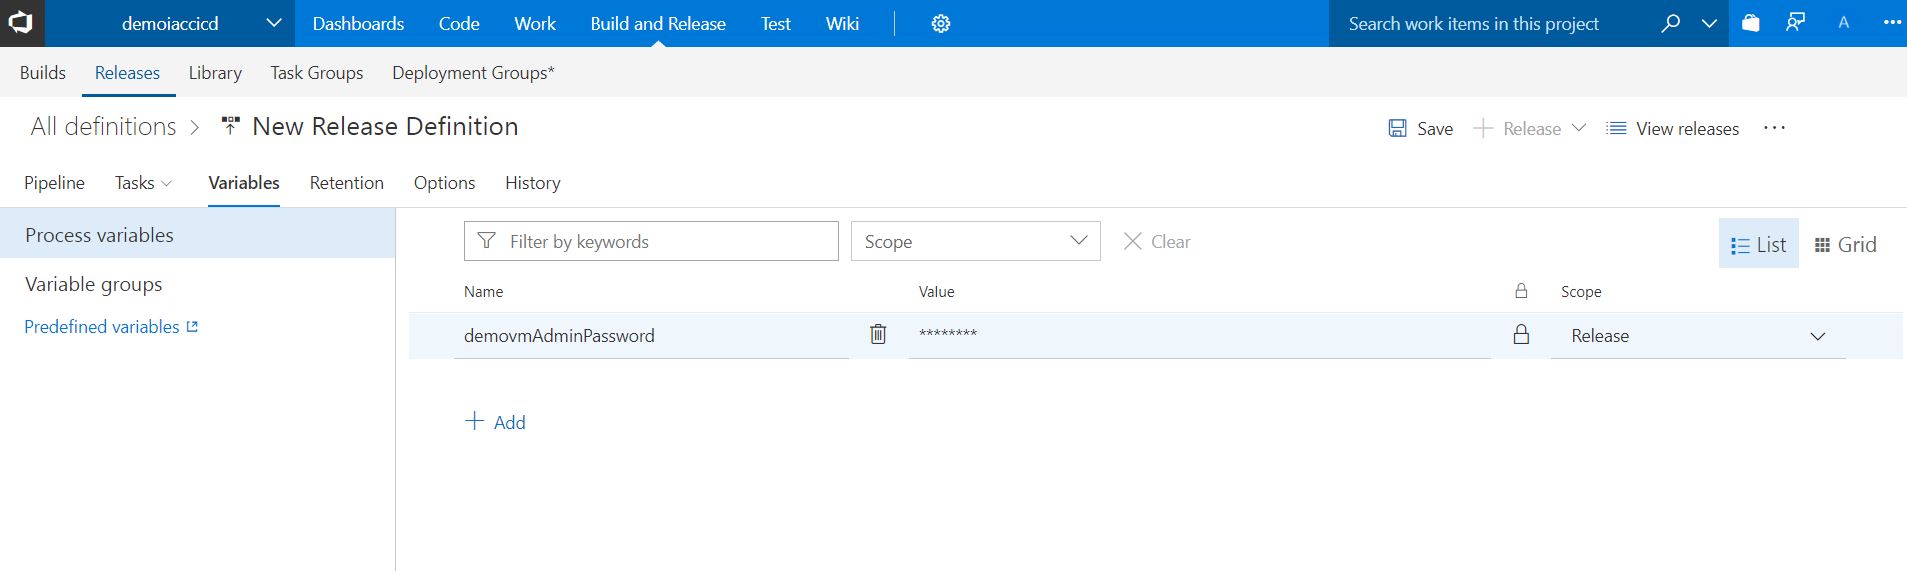 demoiaccicd Dashboards Code Work Build and Release Test Wiki Search work items in this project A
Builds Releases Library Task Groups Deployment Groups*
All definitions > New Release Definition Save + Release View releases ...
Pipeline Tasks Variables Retention Options History
Process variables
Variable groups
Predefined variables
Filter by keywords Scope Clear List Grid
Name Value Scope
demovmAdminPassword ******** Release
+ Add